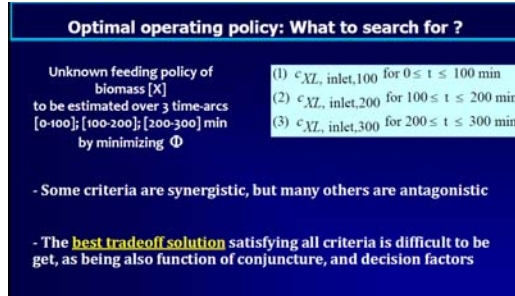 Optimal operating policy: What to search for ?
Unknown feeding policy of
biomass [X]
to be estimated over 3 time-arcs
[0-100]; [100-200]; [200-300] min
by minimizing Φ
(1) cXL, inlet,100 for 0 ≤ t ≤ 100 min
(2) cXL, inlet,200 for 100 ≤ t ≤ 200 min
(3) cXL, inlet,300 for 200 ≤ t ≤ 300 min
- Some criteria are synergistic, but many others are antagonistic
- The best tradeoff solution satisfying all criteria is difficult to be
get, as being also function of conjuncture, and decision factors